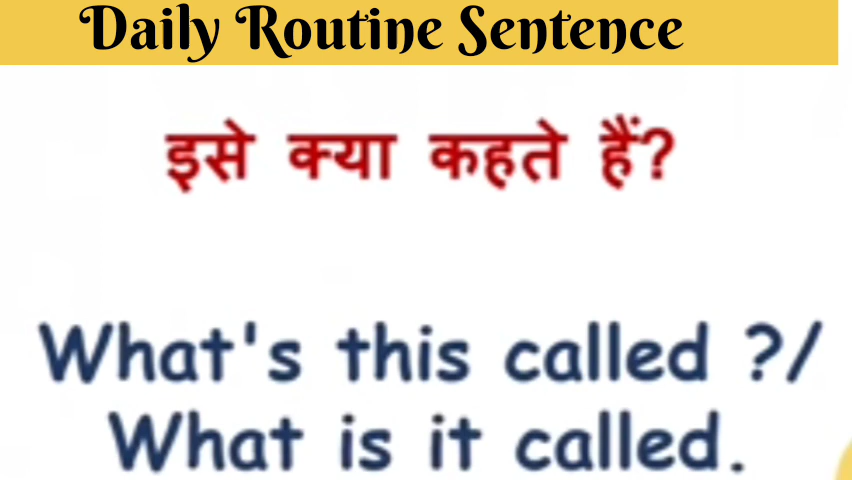 Daily Routine Sentence
इसे क्या कहते हैं?
What's this called ?/
What is it called.